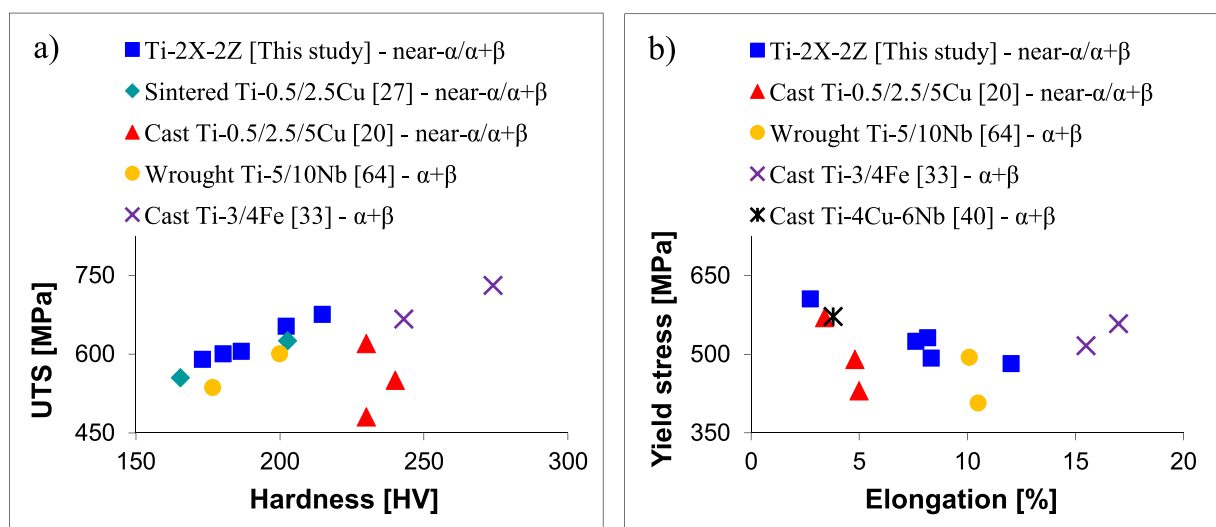 a)
Ti-2X-2Z [This study] - near-α/α+β
Sintered Ti-0.5/2.5Cu [27] - near-α/α+β
Cast Ti-0.5/2.5/5Cu [20] - near-α/α+β
Wrought Ti-5/10Nb [64] - α+β
Cast Ti-3/4Fe [33] - α+β
UTS [MPa]
750
600
450
150
200
250
300
Hardness [HV]
b)
Ti-2X-2Z [This study] - near-α/α+β
Cast Ti-0.5/2.5/5Cu [20] - near-α/α+β
Wrought Ti-5/10Nb [64] - α+β
Cast Ti-3/4Fe [33] - α+β
Cast Ti-4Cu-6Nb [40] - α+β
Yield stress [MPa]
650
500
350
0
5
10
15
20
Elongation [%]